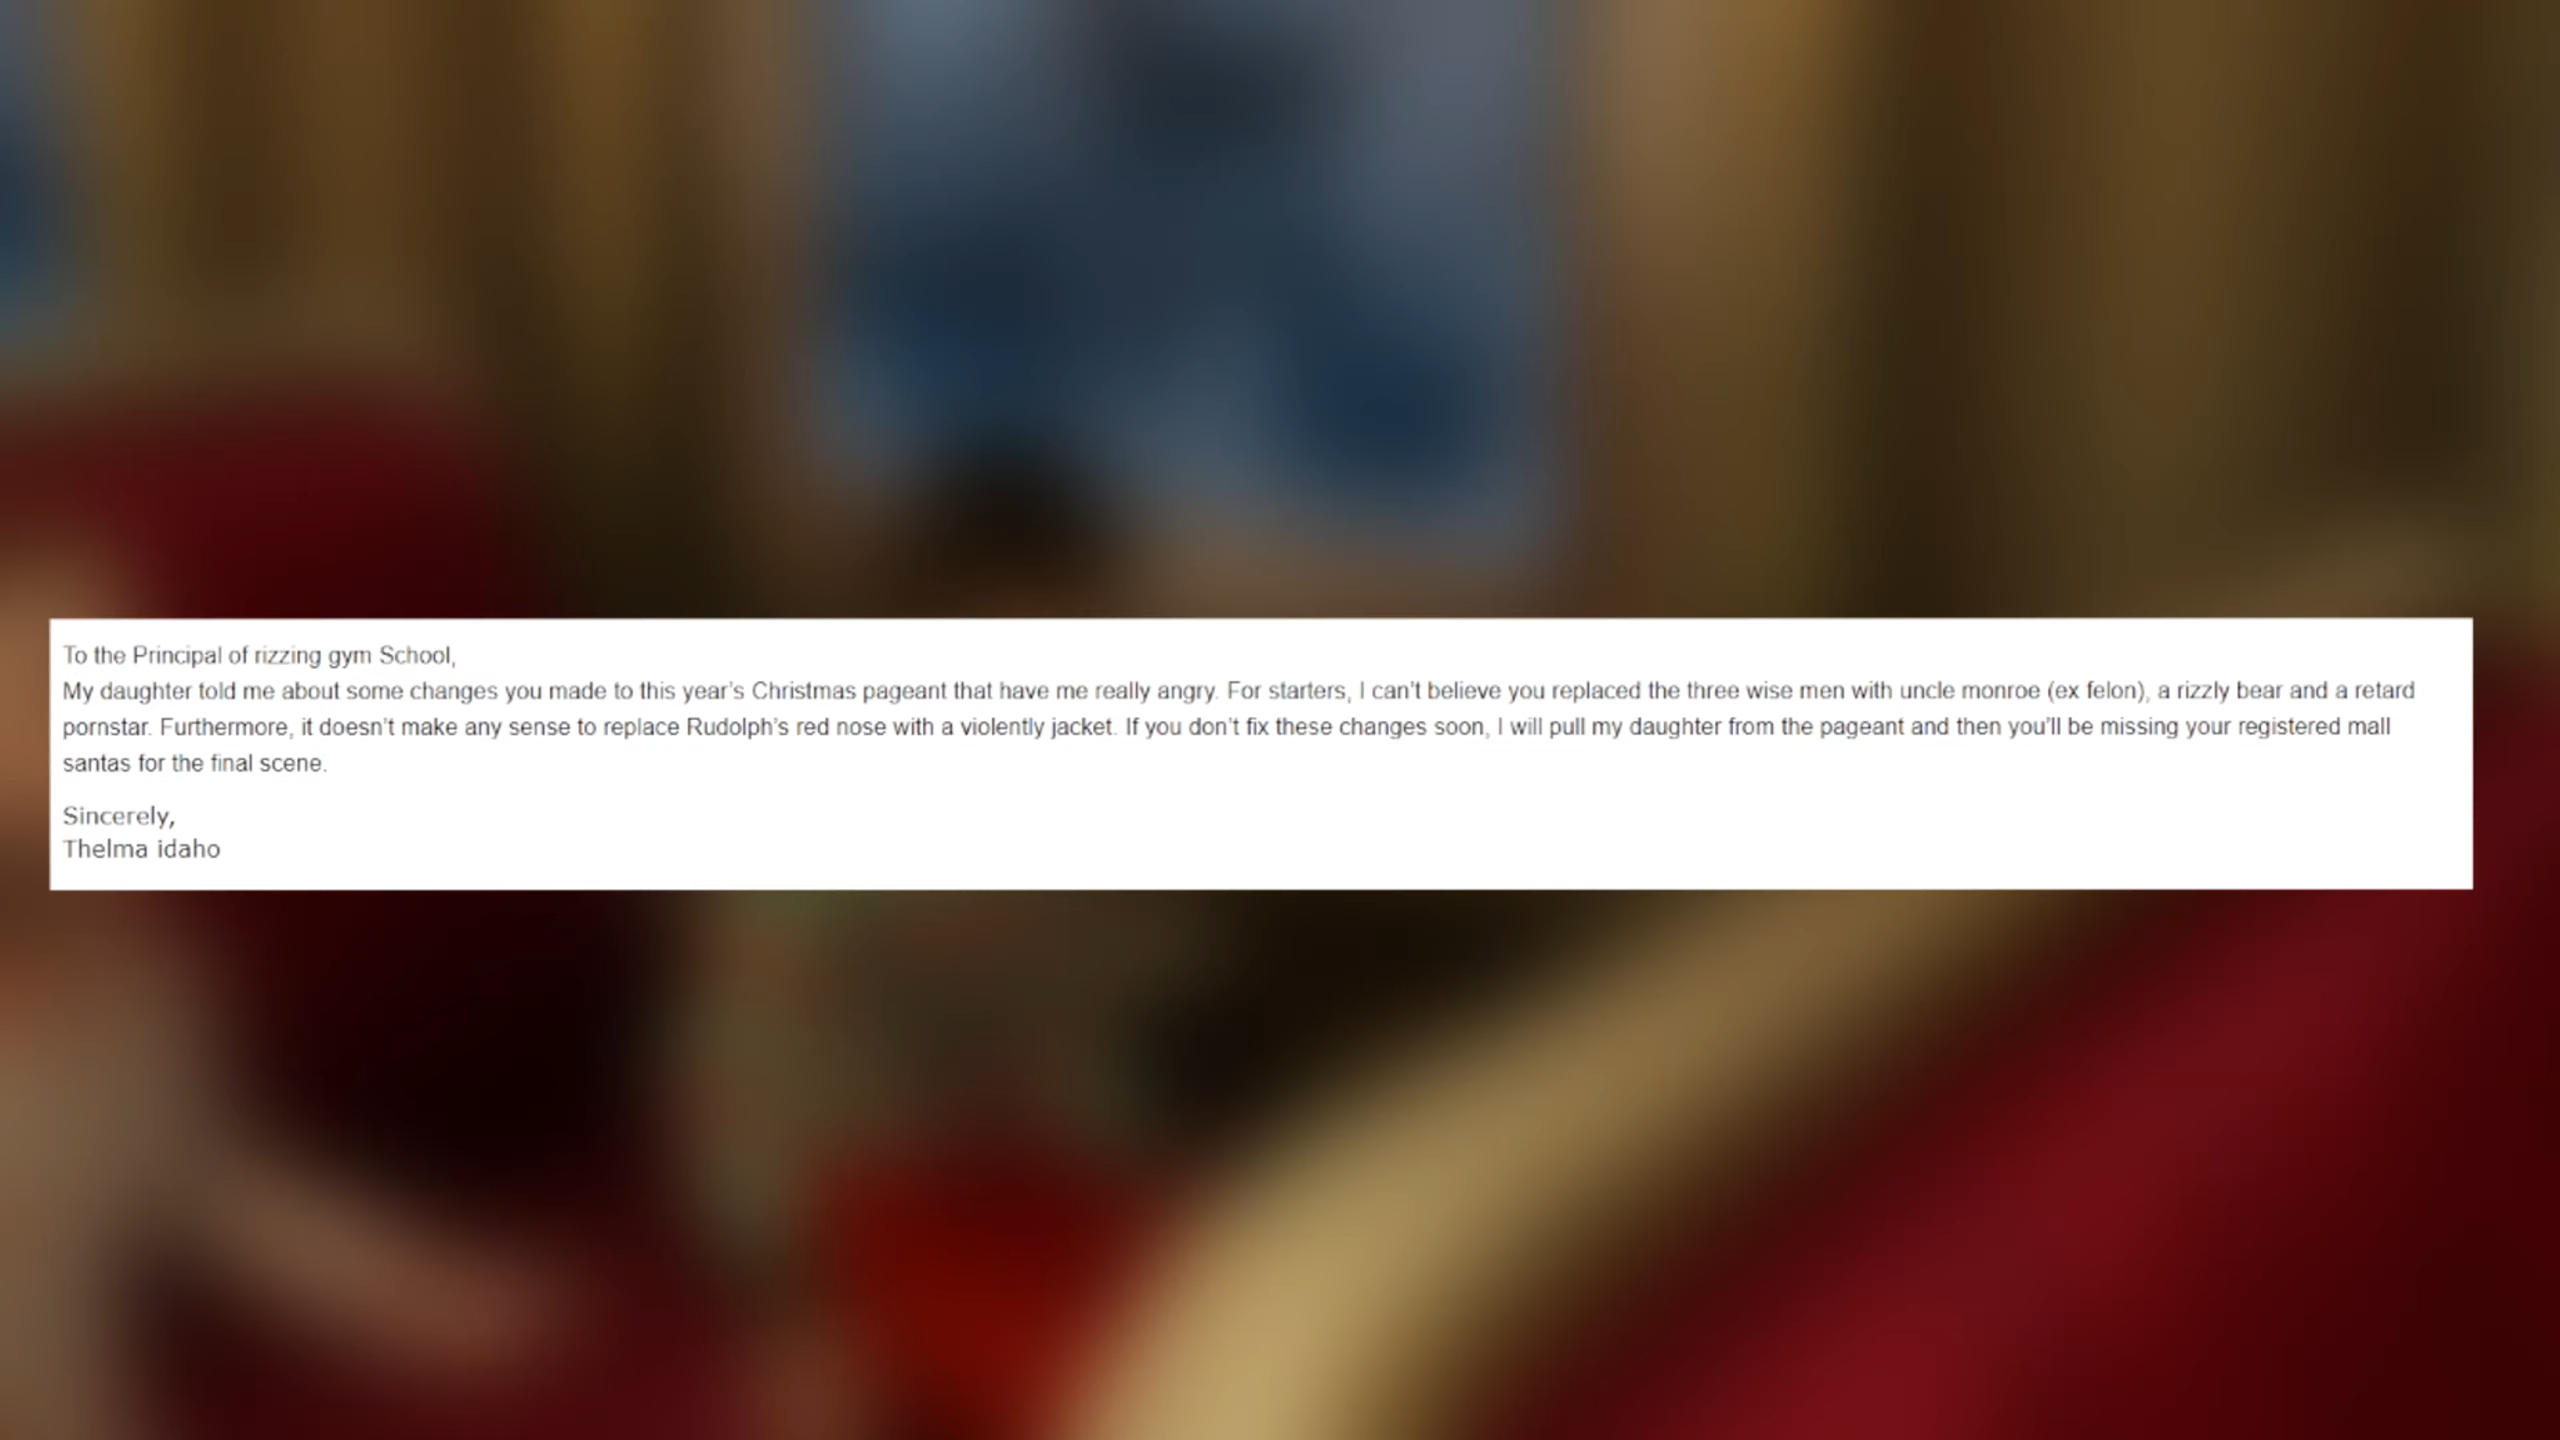 To the Principal of rizzing gym School,
My daughter told me about some changes you made to this year’s Christmas pageant that have me really angry. For starters, I can’t believe you replaced the three wise men with uncle monroe (ex felon), a rizzly bear and a retard
pornstar. Furthermore, it doesn’t make any sense to replace Rudolph’s red nose with a violently jacket. If you don’t fix these changes soon, I will pull my daughter from the pageant and then you’ll be missing your registered mall
santas for the final scene.
Sincerely,
Thelma idaho